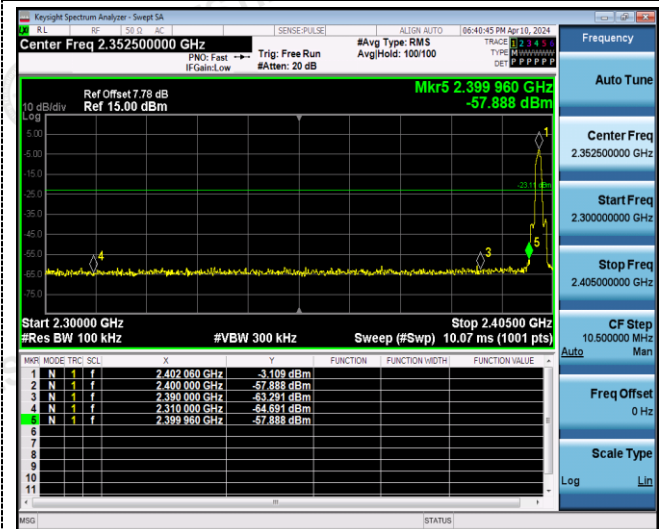 Keysight Spectrum Analyzer - Swept SA
RL RF 50 Ω AC SENSE:PULSE ALIGN AUTO 06:40:45 PM Apr 10, 2024
Center Freq 2.352500000 GHz
PNO: Fast
IFGain:Low
Trig: Free Run
#Atten: 20 dB
#Avg Type: RMS
Avg|Hold: 100/100
TRACE 1 2 3 4 5 6
TYPE M WWWWW
DET P P P P P P
Ref Offset 7.78 dB
10 dB/div Ref 15.00 dBm
Log
Mkr5 2.399 960 GHz
-57.888 dBm
5.00
-5.00
-15.0
-25.0
-35.0
-45.0
-55.0
-65.0
-75.0
-23.11 dBm
1
5
3
4
Start 2.30000 GHz Stop 2.40500 GHz
#Res BW 100 kHz #VBW 300 kHz Sweep (#Swp) 10.07 ms (1001 pts)
MKR MODE TRC SCL X Y FUNCTION FUNCTION WIDTH FUNCTION VALUE
1 N 1 f 2.402 060 GHz -3.109 dBm
2 N 1 f 2.400 000 GHz -57.888 dBm
3 N 1 f 2.390 000 GHz -63.291 dBm
4 N 1 f 2.310 000 GHz -64.691 dBm
5 N 1 f 2.399 960 GHz -57.888 dBm
6
7
8
9
10
11
MSG STATUS
Frequency
Auto Tune
Center Freq
2.352500000 GHz
Start Freq
2.300000000 GHz
Stop Freq
2.405000000 GHz
CF Step
10.500000 MHz
Auto Man
Freq Offset
0 Hz
Scale Type
Log Lin